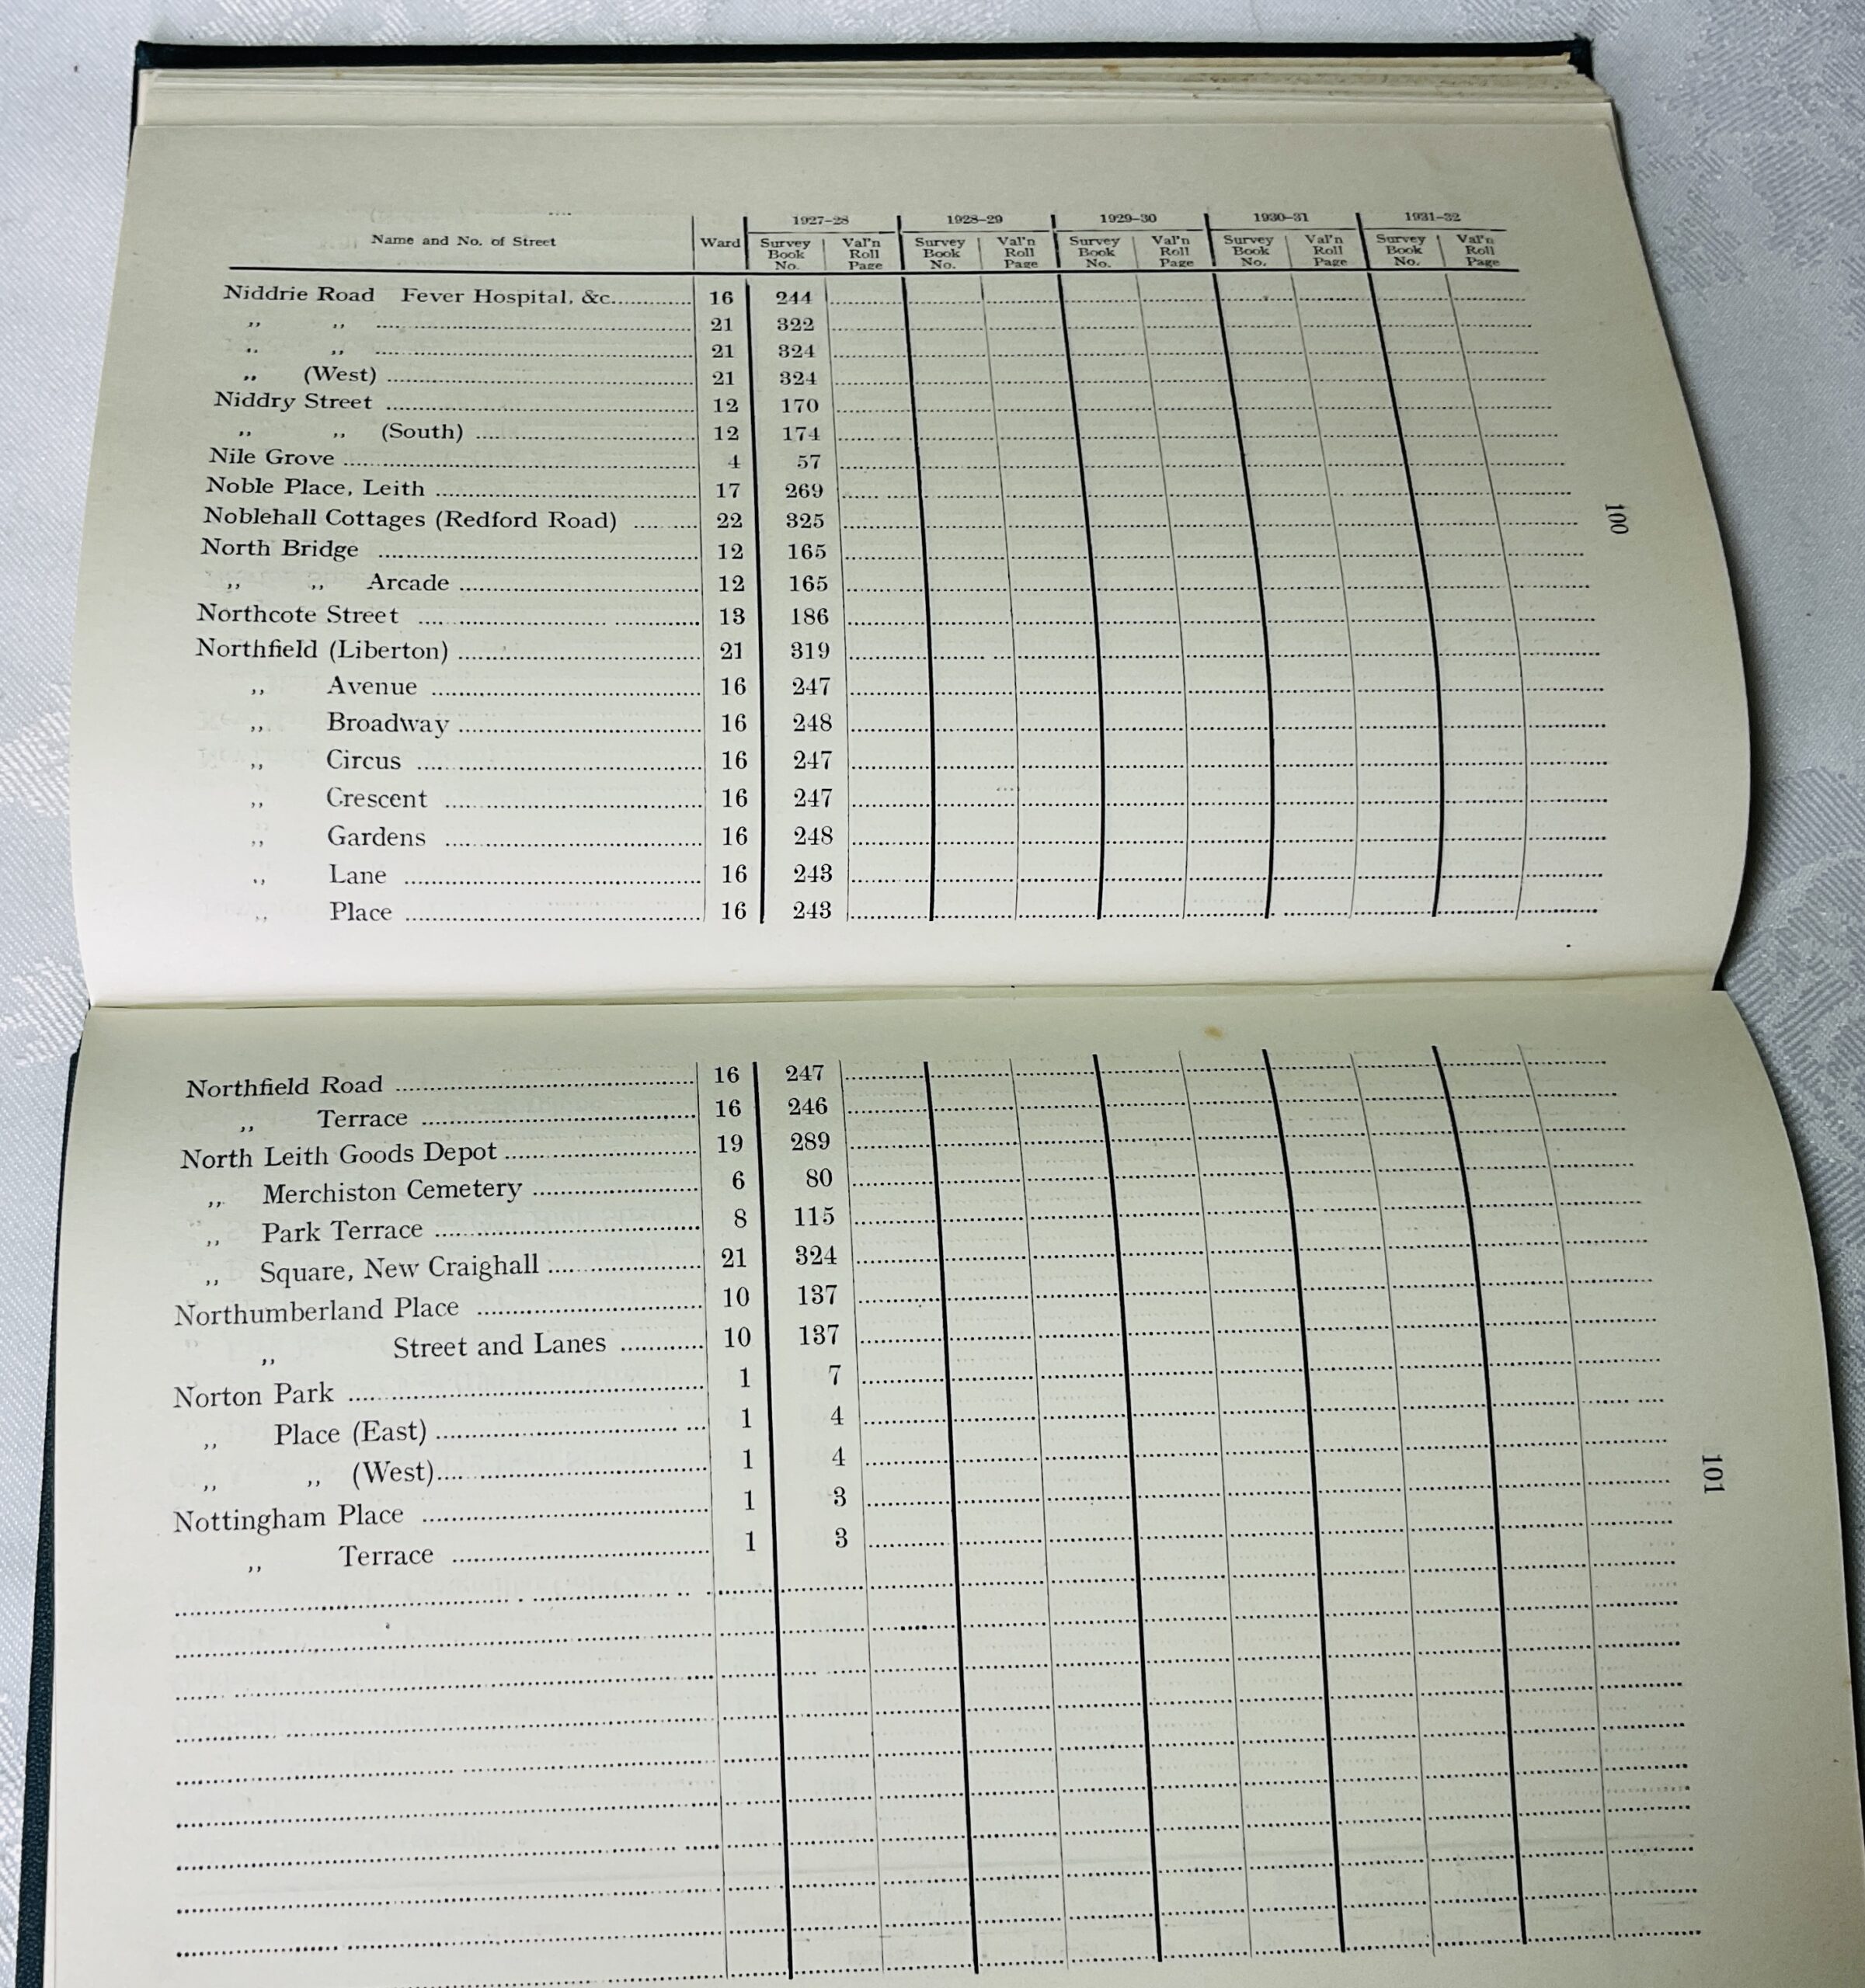 1927–28 1928–29 1929–30 1930–31 1931–32
Name and No. of Street Ward Survey Book No. Val'n Roll Page Survey Book No. Val'n Roll Page Survey Book No. Val'n Roll Page Survey Book No. Val'n Roll Page Survey Book No. Val'n Roll Page
Niddrie Road Fever Hospital, &c. 16 244
,, ,, 21 322
,, ,, 21 324
,, (West) 21 324
Niddry Street 12 170
,, ,, (South) 12 174
Nile Grove 4 57
Noble Place, Leith 17 269
Noblehall Cottages (Redford Road) 22 325
North Bridge 12 165
,, ,, Arcade 12 165
Northcote Street 13 186
Northfield (Liberton) 21 319
,, Avenue 16 247
,, Broadway 16 248
,, Circus 16 247
,, Crescent 16 247
,, Gardens 16 248
,, Lane 16 243
,, Place 16 243
100
Northfield Road 16 247
,, Terrace 16 246
North Leith Goods Depot 19 289
,, Merchiston Cemetery 6 80
,, Park Terrace 8 115
,, Square, New Craighall 21 324
Northumberland Place 10 137
,, Street and Lanes 10 137
Norton Park 1 7
,, Place (East) 1 4
,, ,, (West) 1 4
Nottingham Place 1 3
,, Terrace 1 3
101